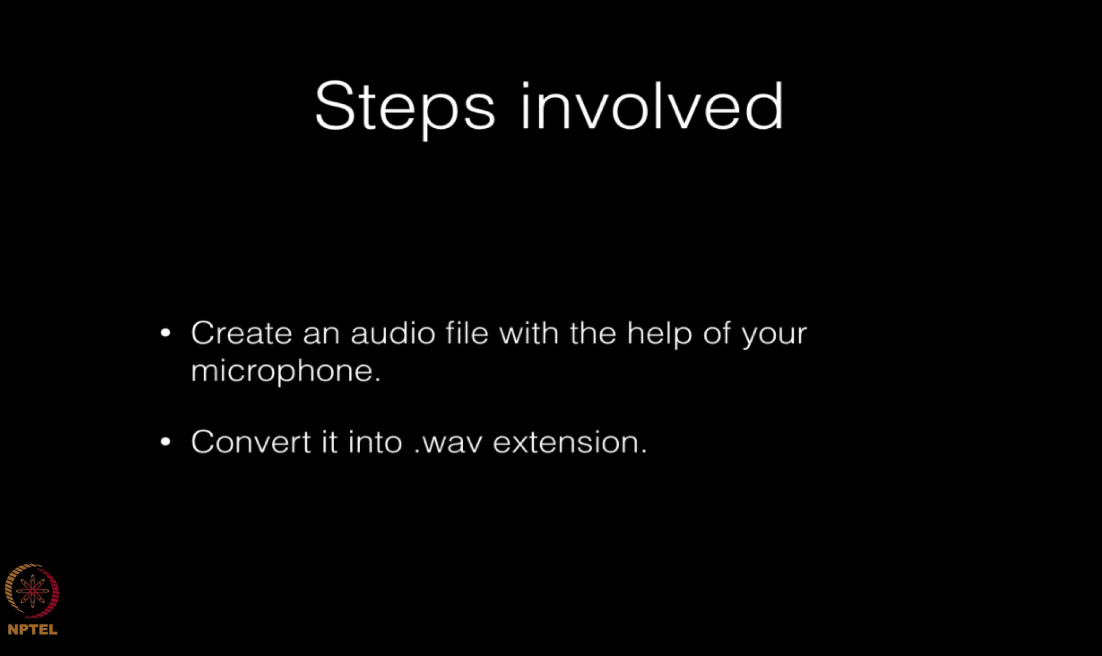 Steps involved
• Create an audio file with the help of your
microphone.
• Convert it into .wav extension.
NPTEL